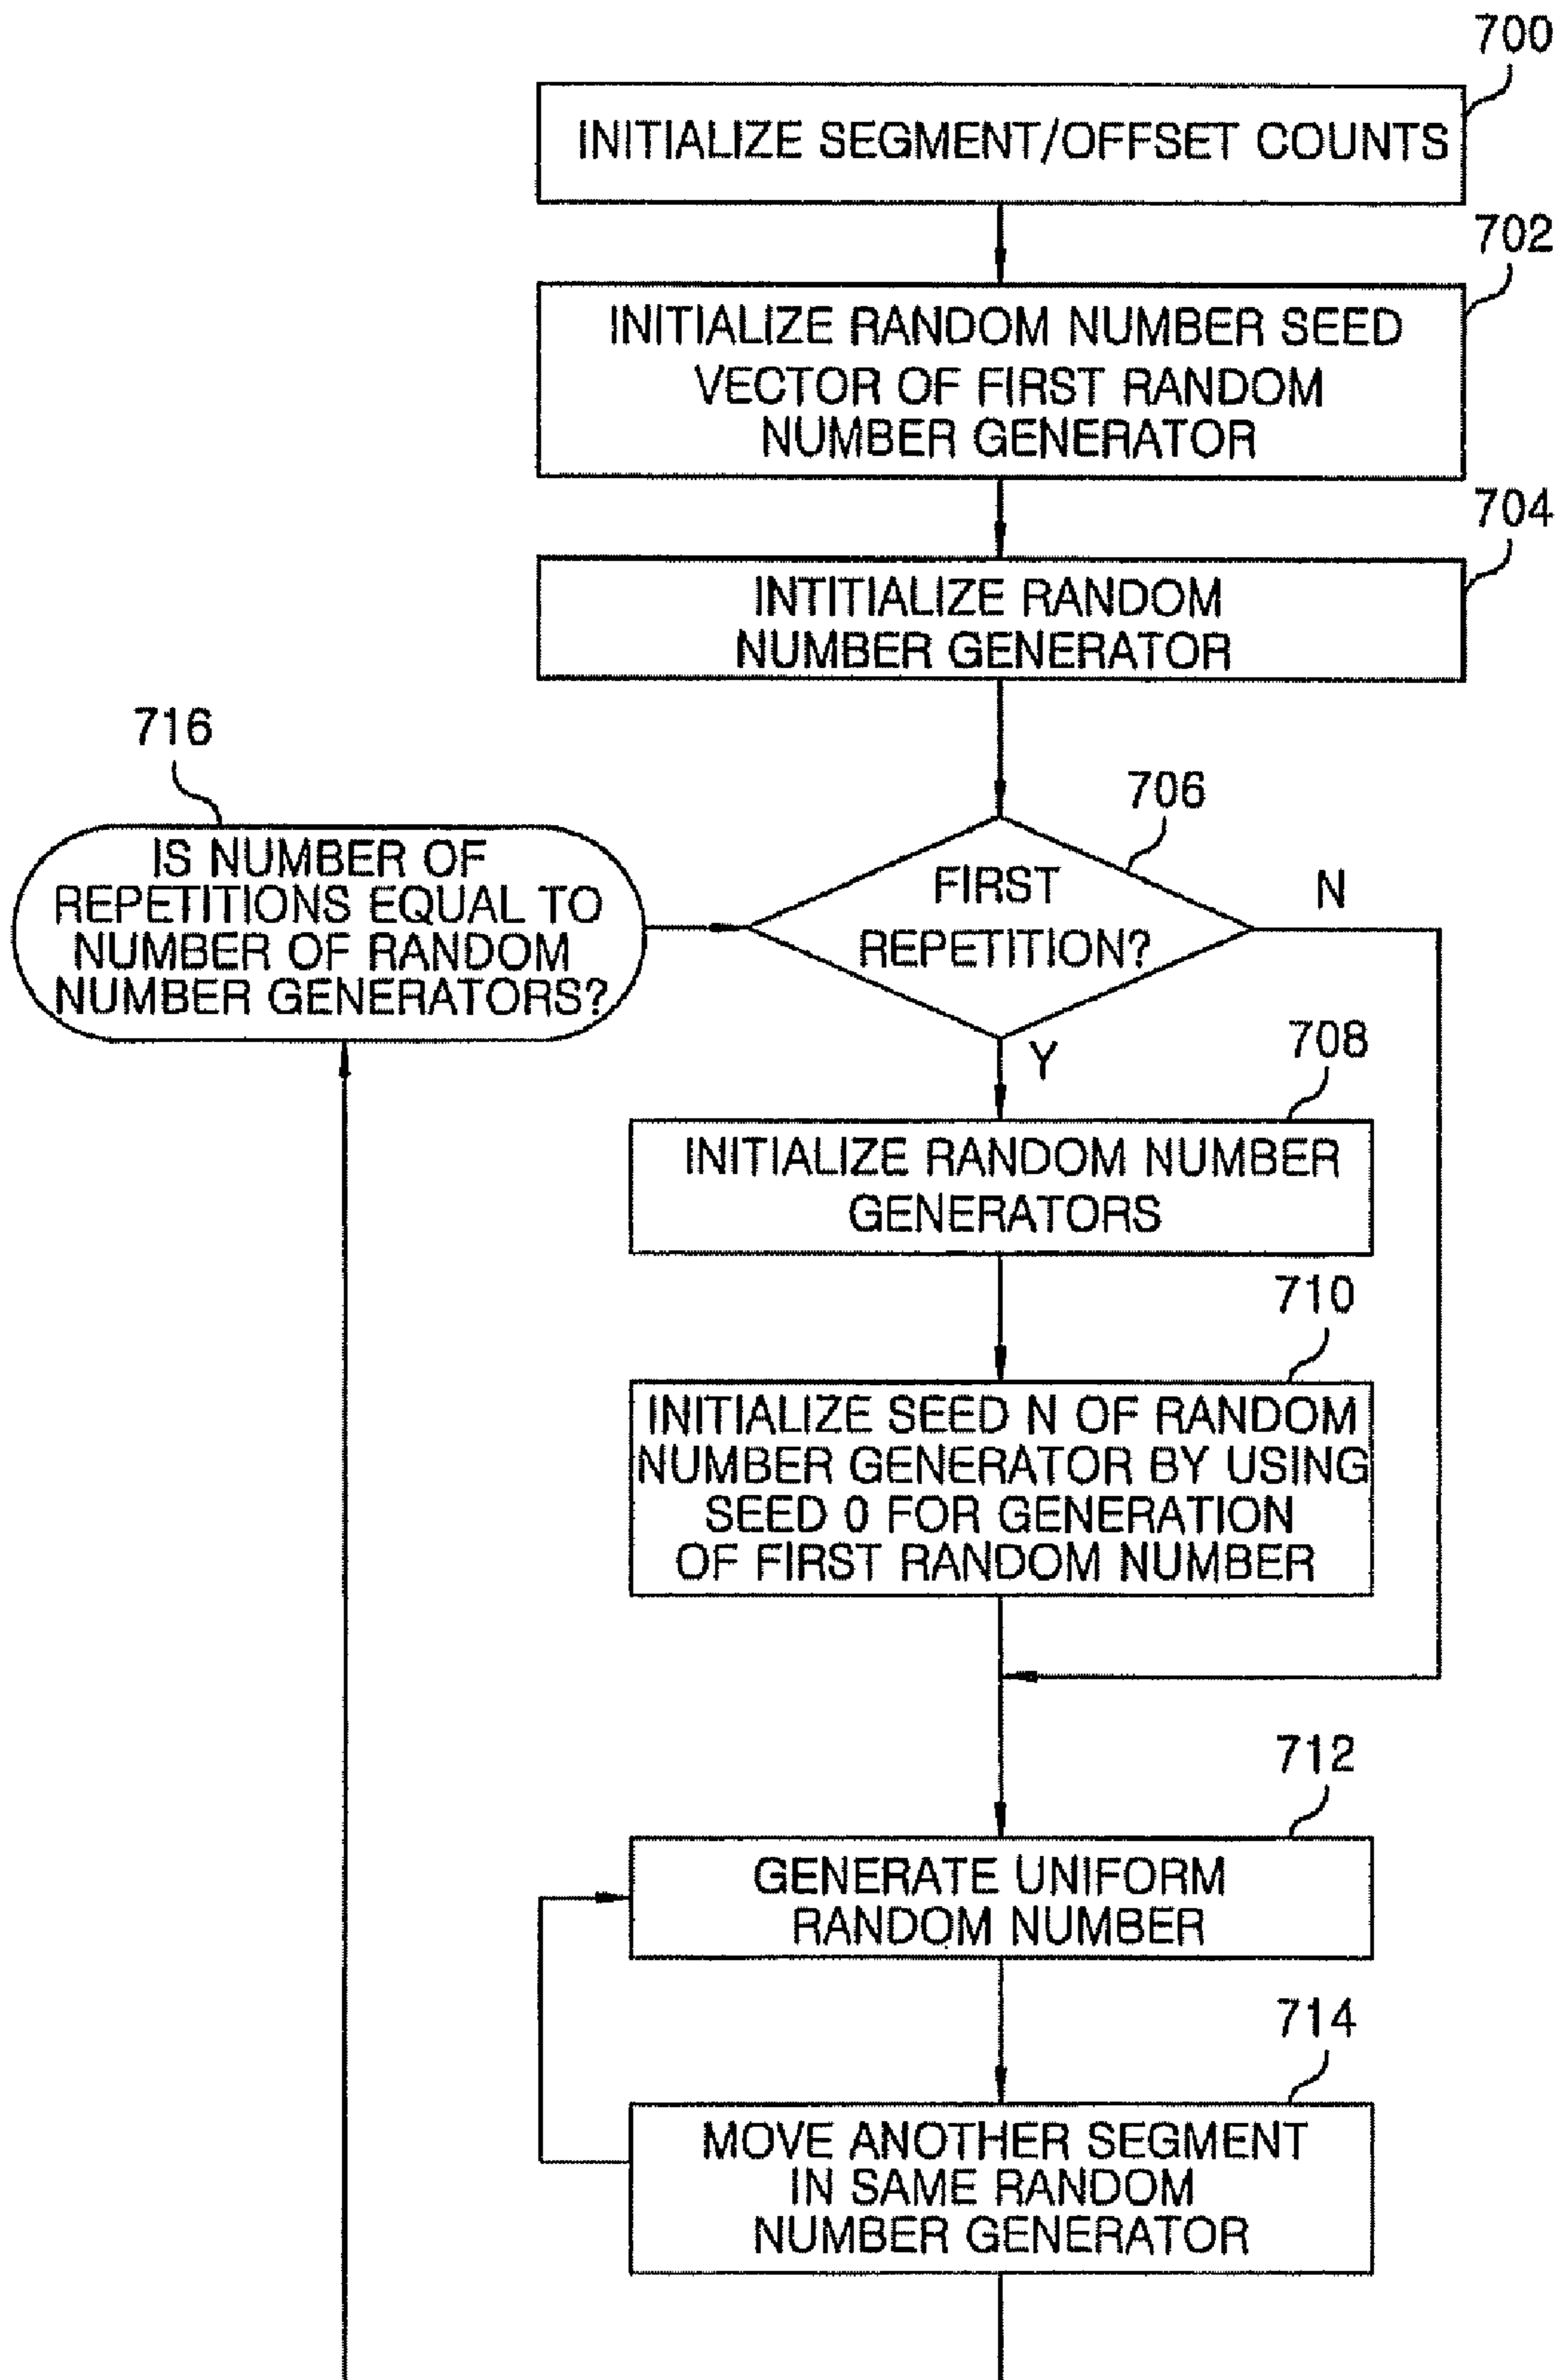 700
INITIALIZE SEGMENT/OFFSET COUNTS
702
INITIALIZE RANDOM NUMBER SEED
VECTOR OF FIRST RANDOM
NUMBER GENERATOR
704
INTITIALIZE RANDOM
NUMBER GENERATOR
716
IS NUMBER OF
REPETITIONS EQUAL TO
NUMBER OF RANDOM
NUMBER GENERATORS?
706
FIRST
REPETITION?
N
Y
708
INITIALIZE RANDOM NUMBER
GENERATORS
710
INITIALIZE SEED N OF RANDOM
NUMBER GENERATOR BY USING
SEED 0 FOR GENERATION
OF FIRST RANDOM NUMBER
712
GENERATE UNIFORM
RANDOM NUMBER
714
MOVE ANOTHER SEGMENT
IN SAME RANDOM
NUMBER GENERATOR